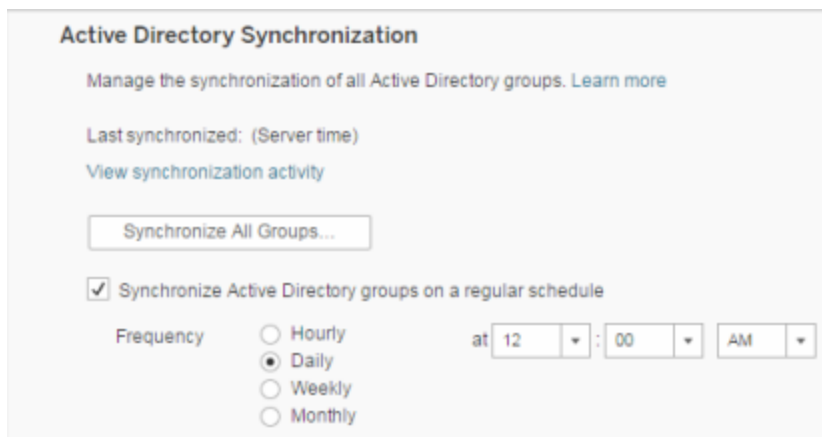 Active Directory Synchronization
Manage the synchronization of all Active Directory groups. Learn more
Last synchronized: (Server time)
View synchronization activity
Synchronize All Groups...
Synchronize Active Directory groups on a regular schedule
Frequency Hourly at 12 : 00 AM
Daily
Weekly
Monthly